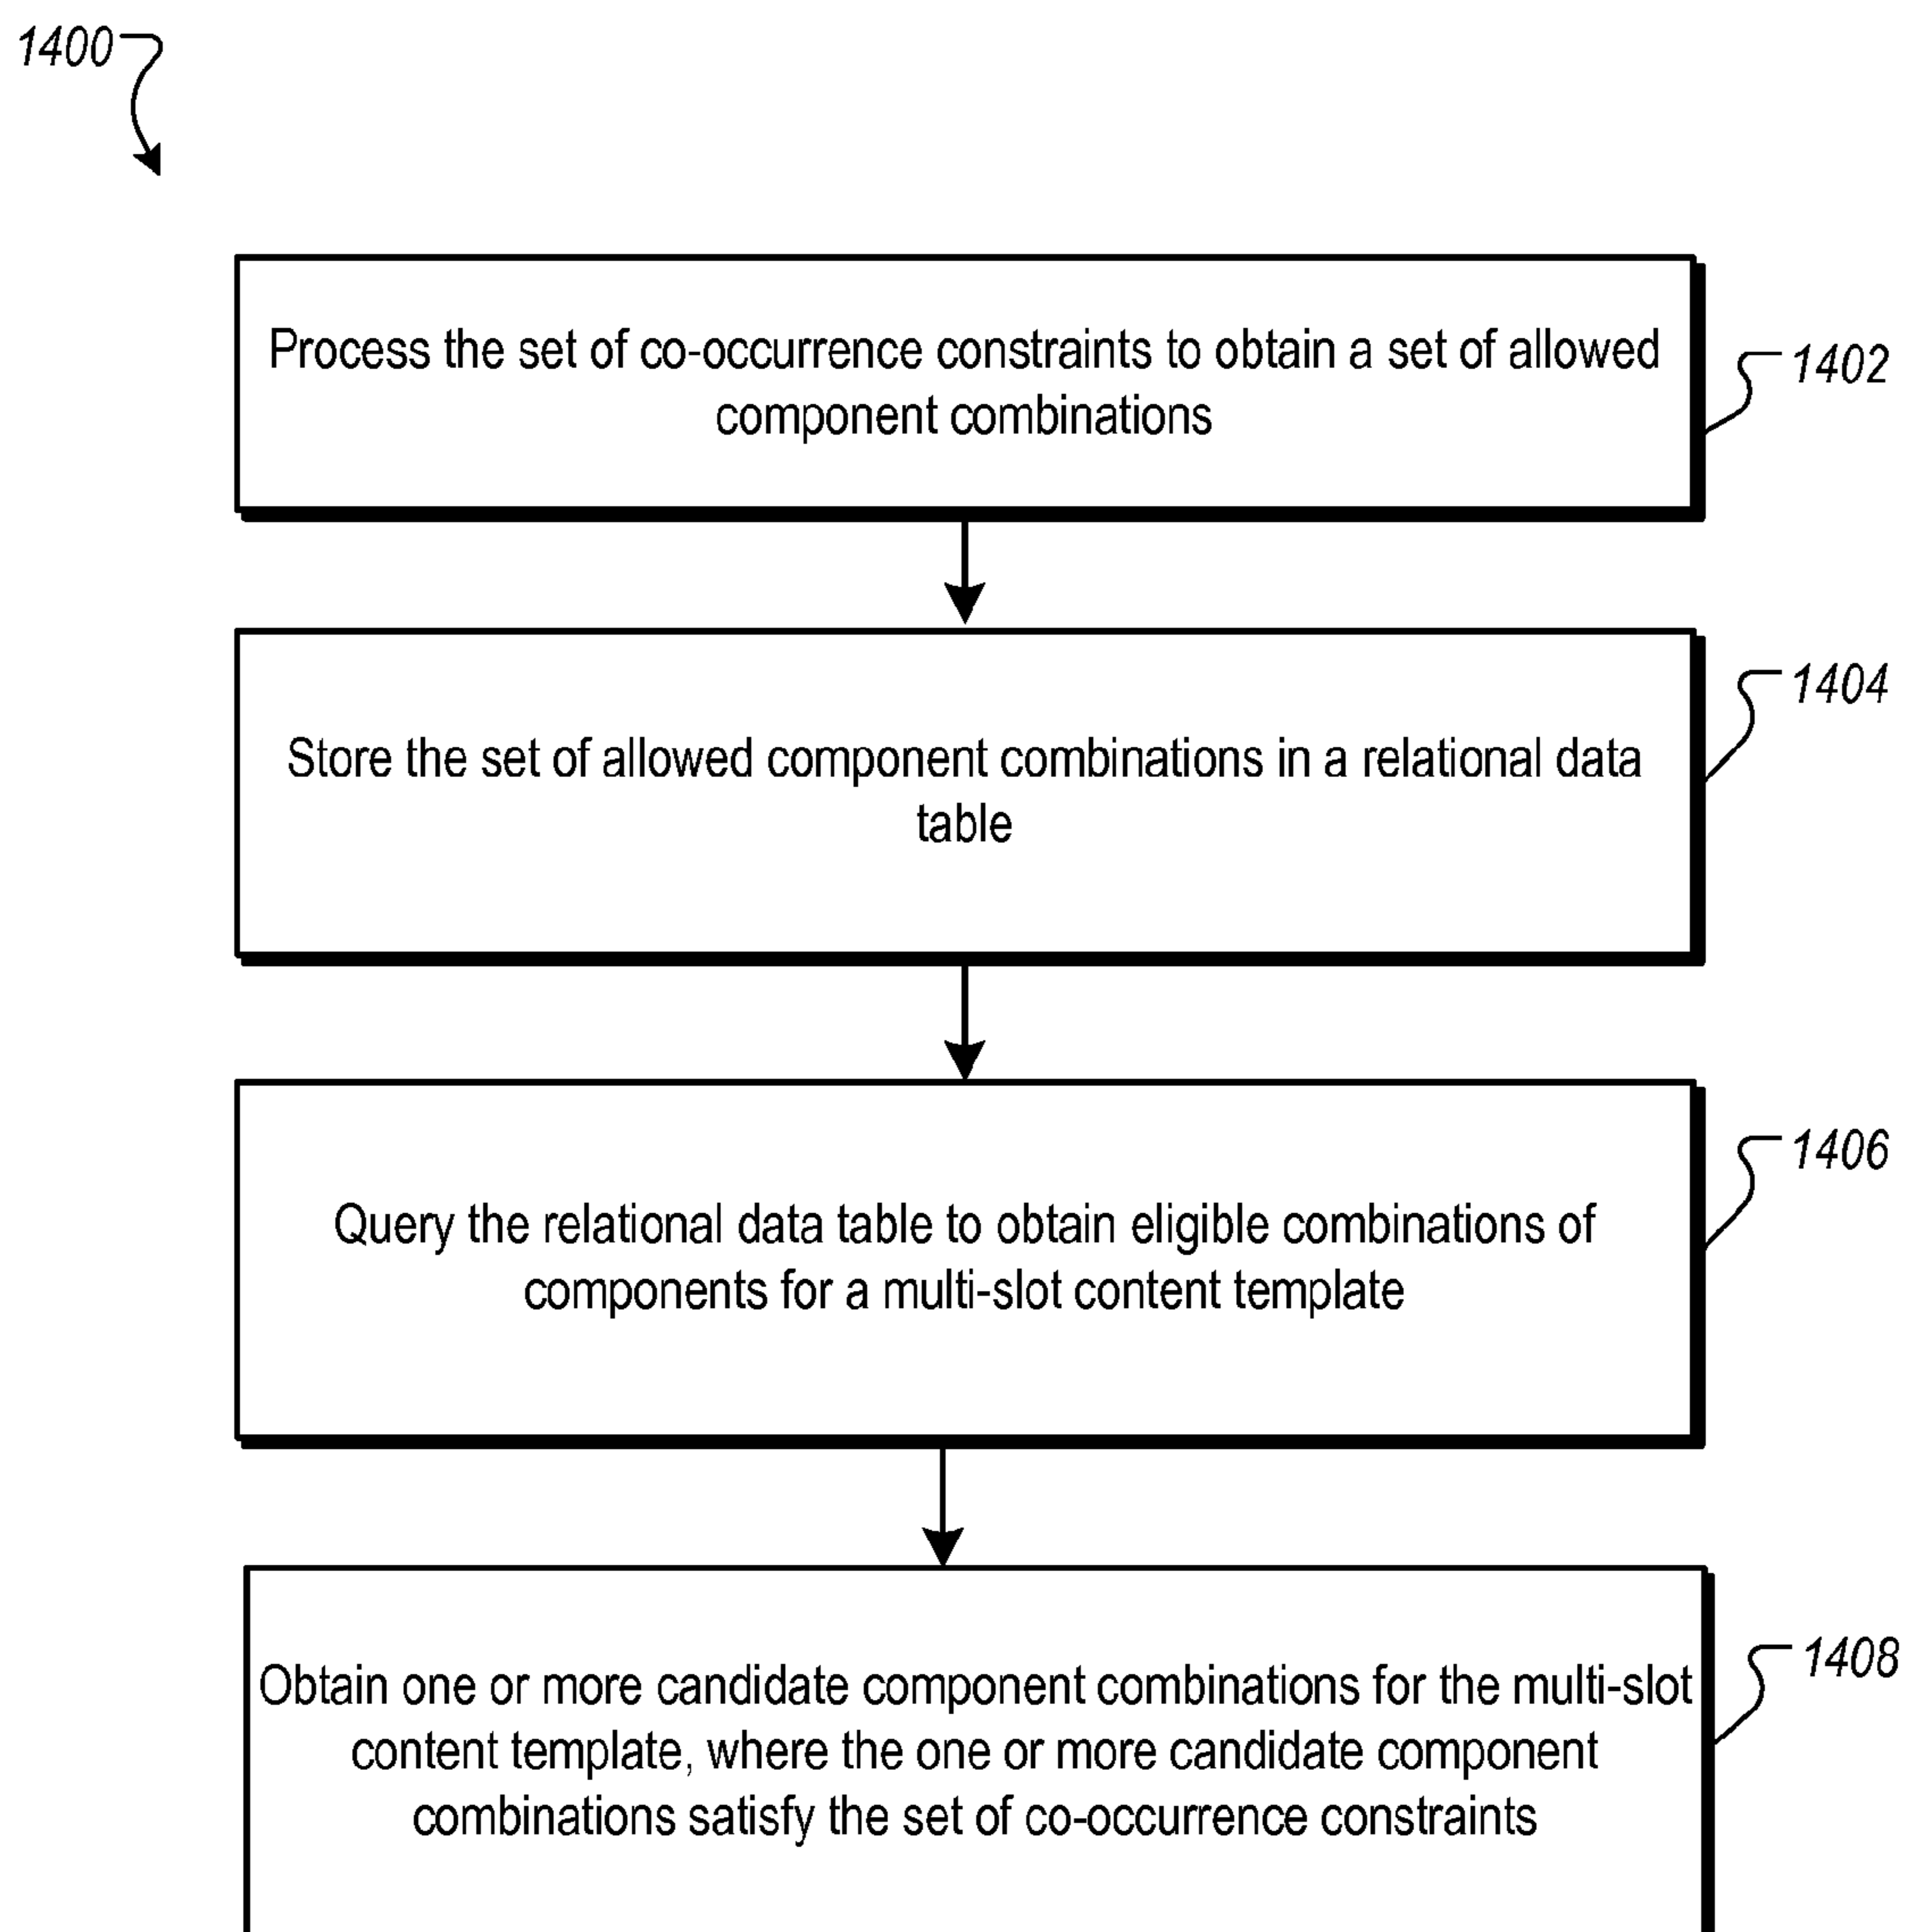 1400
Process the set of co-occurrence constraints to obtain a set of allowed
component combinations
1402
Store the set of allowed component combinations in a relational data
table
1404
Query the relational data table to obtain eligible combinations of
components for a multi-slot content template
1406
Obtain one or more candidate component combinations for the multi-slot
content template, where the one or more candidate component
combinations satisfy the set of co-occurrence constraints
1408